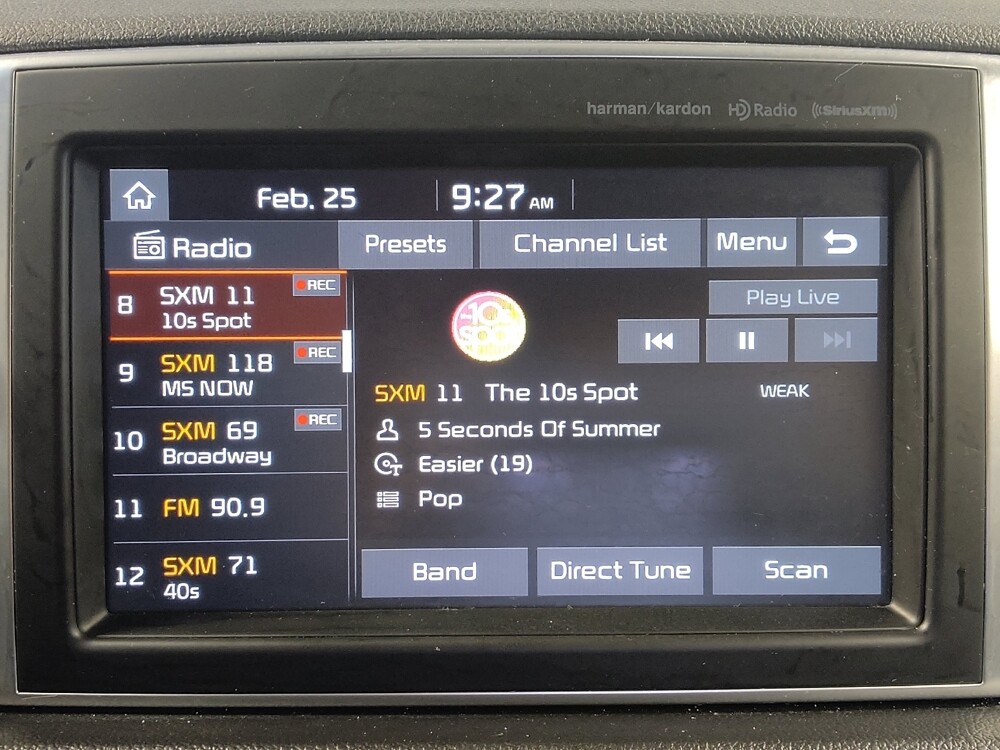 harman/kardon HD Radio ((SiriusXM))
Feb. 25 9:27 AM
Radio Presets Channel List Menu
8 SXM 11 REC
10s Spot
9 SXM 118 REC
MS NOW
10 SXM 69 REC
Broadway
11 FM 90.9
12 SXM 71
40s
Play Live
the 10s
Spot
SXM 11 The 10s Spot WEAK
5 Seconds Of Summer
Easier (19)
Pop
Band Direct Tune Scan